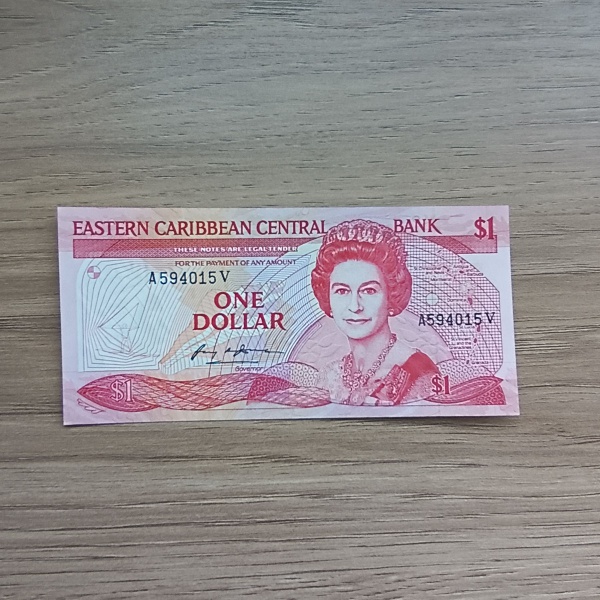 EASTERN CARIBBEAN CENTRAL BANK $1
THESE NOTES ARE LEGAL TENDER
FOR THE PAYMENT OF ANY AMOUNT
A594015V
ONE
DOLLAR
A594015V
Governor
$1 $1